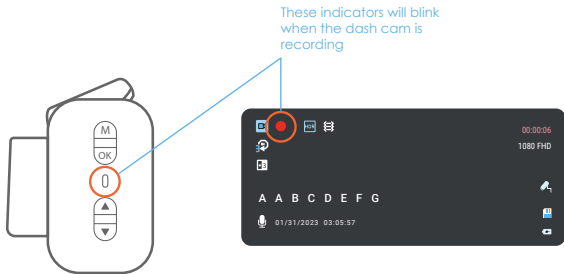 These indicators will blink
when the dash cam is
recording
M
OK
HDR
00:00:06
1080 FHD
A A B C D E F G
01/31/2023 03:05:57